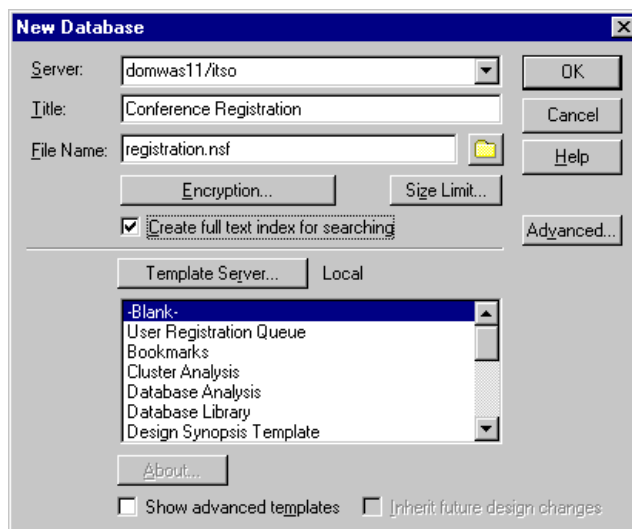 New Database
Server: domwas11/itso OK
Title: Conference Registration Cancel
File Name: registration.nsf Help
Encryption... Size Limit...
Create full text index for searching Advanced...
Template Server... Local
-Blank-
User Registration Queue
Bookmarks
Cluster Analysis
Database Analysis
Database Library
Design Synopsis Template
About...
Show advanced templates Inherit future design changes